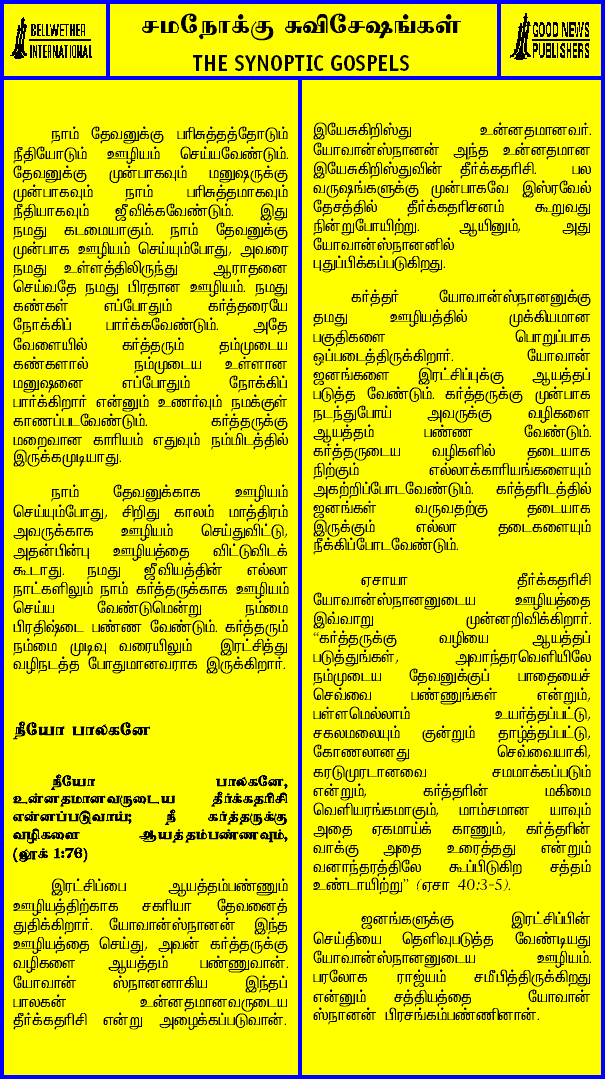 BELLWETHER
INTERNATIONAL
சமநோக்கு சுவிசேஷங்கள்
THE SYNOPTIC GOSPELS
GOOD NEWS
PUBLISHERS
நாம் தேவனுக்கு பரிசுத்தத்தோடும்
நீதியோடும் ஊழியம் செய்யவேண்டும்.
தேவனுக்கு முன்பாகவும் மனுஷருக்கு
முன்பாகவும் நாம் பரிசுத்தமாகவும்
நீதியாகவும் ஜீவிக்கவேண்டும். இது
நமது கடமையாகும். நாம் தேவனுக்கு
முன்பாக ஊழியம் செய்யும்போது, அவரை
நமது உள்ளத்திலிருந்து ஆராதனை
செய்வதே நமது பிரதான ஊழியம். நமது
கண்கள் எப்போதும் கர்த்தரையே
நோக்கிப் பார்க்கவேண்டும். அதே
வேளையில் கர்த்தரும் தம்முடைய
கண்களால் நம்முடைய உள்ளான
மனுஷனை எப்போதும் நோக்கிப்
பார்க்கிறார் என்னும் உணர்வும் நமக்குள்
காணப்படவேண்டும். கர்த்தருக்கு
மறைவான காரியம் எதுவும் நம்மிடத்தில்
இருக்கமுடியாது.
நாம் தேவனுக்காக ஊழியம்
செய்யும்போது, சிறிது காலம் மாத்திரம்
அவருக்காக ஊழியம் செய்துவிட்டு,
அதன்பின்பு ஊழியத்தை விட்டுவிடக்
கூடாது. நமது ஜீவியத்தின் எல்லா
நாட்களிலும் நாம் கர்த்தருக்காக ஊழியம்
செய்ய வேண்டுமென்று நம்மை
பிரதிஷ்டை பண்ண வேண்டும். கர்த்தரும்
நம்மை முடிவு வரையிலும் இரட்சித்து
வழிநடத்த போதுமானவராக இருக்கிறார்.
நீயோ பாலகனே
நீயோ பாலகனே,
உன்னதமானவருடைய தீர்க்கதரிசி
என்னப்படுவாய்; நீ கர்த்தருக்கு
வழிகளை ஆயத்தம்பண்ணவும்,
(லூக் 1:76)
இரட்சிப்பை ஆயத்தம்பண்ணும்
ஊழியத்திற்காக சகரியா தேவனைத்
துதிக்கிறார். யோவான்ஸ்நானன் இந்த
ஊழியத்தை செய்து, அவன் கர்த்தருக்கு
வழிகளை ஆயத்தம் பண்ணுவான்.
யோவான் ஸ்நானனாகிய இந்தப்
பாலகன் உன்னதமானவருடைய
தீர்க்கதரிசி என்று அழைக்கப்படுவான்.
இயேசுகிறிஸ்து உன்னதமானவர்.
யோவான்ஸ்நானன் அந்த உன்னதமான
இயேசுகிறிஸ்துவின் தீர்க்கதரிசி. பல
வருஷங்களுக்கு முன்பாகவே இஸ்ரவேல்
தேசத்தில் தீர்க்கதரிசனம் கூறுவது
நின்றுபோயிற்று. ஆயினும், அது
யோவான்ஸ்நானனில்
புதுப்பிக்கப்படுகிறது.
கர்த்தர் யோவான்ஸ்நானனுக்கு
தமது ஊழியத்தில் முக்கியமான
பகுதிகளை பொறுப்பாக
ஒப்படைத்திருக்கிறார். யோவான்
ஜனங்களை இரட்சிப்புக்கு ஆயத்தப்
படுத்த வேண்டும். கர்த்தருக்கு முன்பாக
நடந்துபோய் அவருக்கு வழிகளை
ஆயத்தம் பண்ண வேண்டும்.
கர்த்தருடைய வழிகளில் தடையாக
நிற்கும் எல்லாக்காரியங்களையும்
அகற்றிப்போடவேண்டும். கர்த்தரிடத்தில்
ஜனங்கள் வருவதற்கு தடையாக
இருக்கும் எல்லா தடைகளையும்
நீக்கிப்போடவேண்டும்.
ஏசாயா தீர்க்கதரிசி
யோவான்ஸ்நானனுடைய ஊழியத்தை
இவ்வாறு முன்னறிவிக்கிறார்.
“கர்த்தருக்கு வழியை ஆயத்தப்
படுத்துங்கள், அவாந்தரவெளியிலே
நம்முடைய தேவனுக்குப் பாதையைச்
செவ்வை பண்ணுங்கள் என்றும்,
பள்ளமெல்லாம் உயர்த்தப்பட்டு,
சகலமலையும் குன்றும் தாழ்த்தப்பட்டு,
கோணலானது செவ்வையாகி,
கரடுமுரடானவை சமமாக்கப்படும்
என்றும், கர்த்தரின் மகிமை
வெளியரங்கமாகும், மாம்சமான யாவும்
அதை ஏகமாய்க் காணும், கர்த்தரின்
வாக்கு அதை உரைத்தது என்றும்
வனாந்தரத்திலே கூப்பிடுகிற சத்தம்
உண்டாயிற்று” (ஏசா 40:3-5).
ஜனங்களுக்கு இரட்சிப்பின்
செய்தியை தெளிவுபடுத்த வேண்டியது
யோவான்ஸ்நானனுடைய ஊழியம்.
பரலோக ராஜ்யம் சமீபித்திருக்கிறது
என்னும் சத்தியத்தை யோவான்
ஸ்நானன் பிரசங்கம்பண்ணினான்.